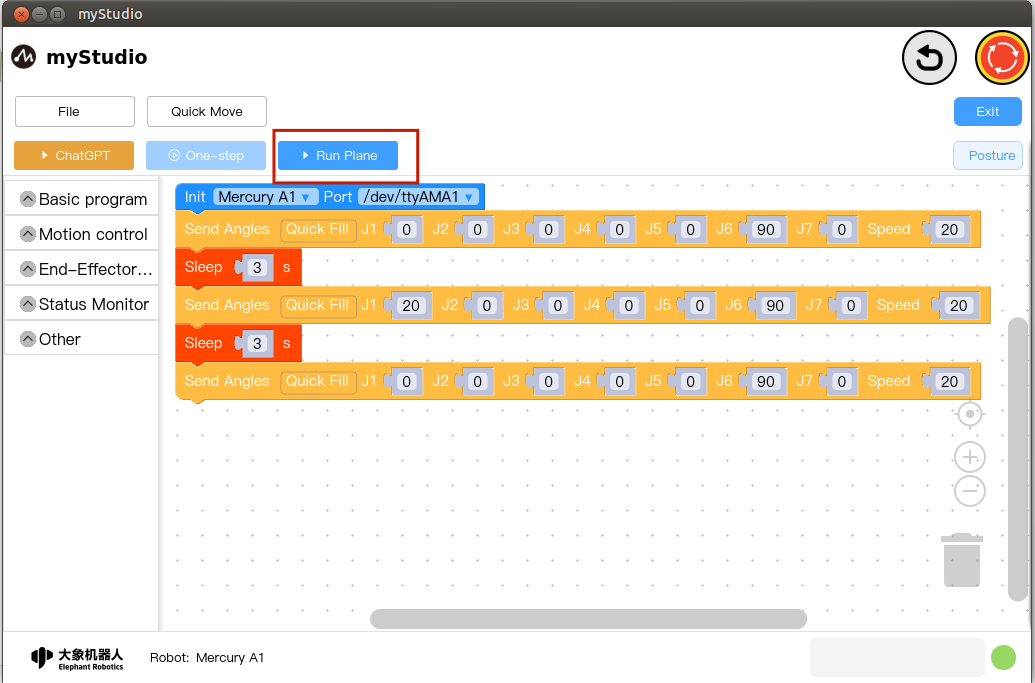 myStudio
myStudio
File
Quick Move
Exit
ChatGPT
One-step
Run Plane
Posture
Basic program
Motion control
End-Effector...
Status Monitor
Other
Init Mercury A1 Port /dev/ttyAMA1
Send Angles Quick Fill J1 0 J2 0 J3 0 J4 0 J5 0 J6 90 J7 0 Speed 20
Sleep 3 s
Send Angles Quick Fill J1 20 J2 0 J3 0 J4 0 J5 0 J6 90 J7 0 Speed 20
Sleep 3 s
Send Angles Quick Fill J1 0 J2 0 J3 0 J4 0 J5 0 J6 90 J7 0 Speed 20
大象机器人
Elephant Robotics
Robot: Mercury A1